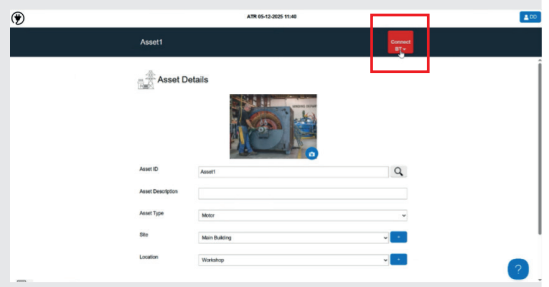 ATR 05-12-2025 11:40
DD
Asset1
Connect
BT
Asset Details
Asset ID
Asset1
Asset Description
Asset Type
Motor
Site
Main Building
+
Location
Workshop
+
?